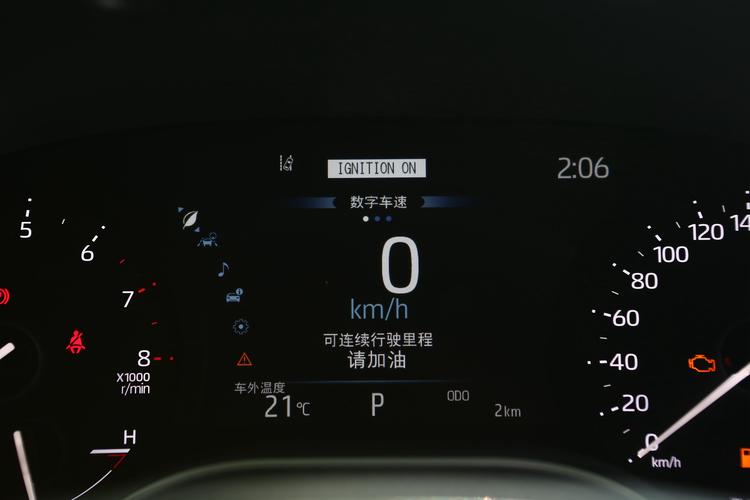 IGNITION ON
2:06
数字车速
0
km/h
可连续行驶里程
请加油
车外温度
21℃
P
ODO
2km
5
6
7
8
X1000
r/min
H
14
120
100
80
60
40
20
0
km/h